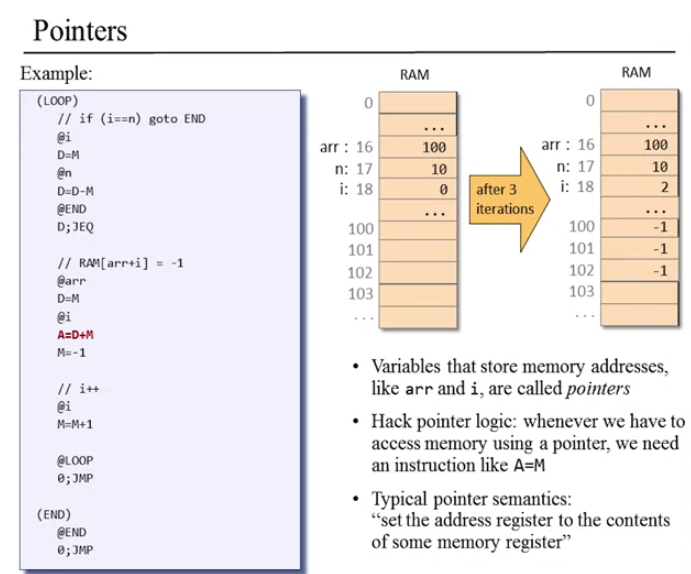 Pointers
Example:
(LOOP)
// if (i==n) goto END
@i
D=M
@n
D=D-M
@END
D;JEQ
// RAM[arr+i] = -1
@arr
D=M
@i
A=D+M
M=-1
// i++
@i
M=M+1
@LOOP
0;JMP
(END)
@END
0;JMP
RAM
0
...
arr : 16 100
n: 17 10
i: 18 0
...
100
101
102
103
...
after 3
iterations
RAM
0
...
arr : 16 100
n: 17 10
i: 18 2
...
100 -1
101 -1
102 -1
103
...
• Variables that store memory addresses,
like arr and i, are called pointers
• Hack pointer logic: whenever we have to
access memory using a pointer, we need
an instruction like A=M
• Typical pointer semantics:
“set the address register to the contents
of some memory register”